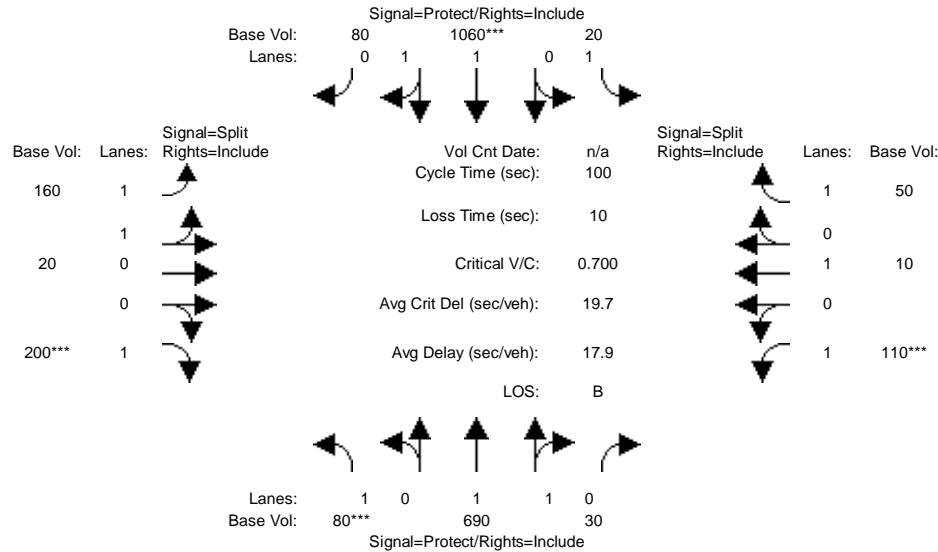 Signal=Protect/Rights=Include
Base Vol: 80 1060*** 20
Lanes: 0 1 1 0 1
Signal=Split
Rights=Include
Base Vol: Lanes:
160 1
1
20 0
0
200*** 1
Vol Cnt Date: n/a
Cycle Time (sec): 100
Loss Time (sec): 10
Critical V/C: 0.700
Avg Crit Del (sec/veh): 19.7
Avg Delay (sec/veh): 17.9
LOS: B
Signal=Split
Rights=Include
Lanes: Base Vol:
1 50
0
1 10
0
1 110***
Lanes: 1 0 1 1 0
Base Vol: 80*** 690 30
Signal=Protect/Rights=Include